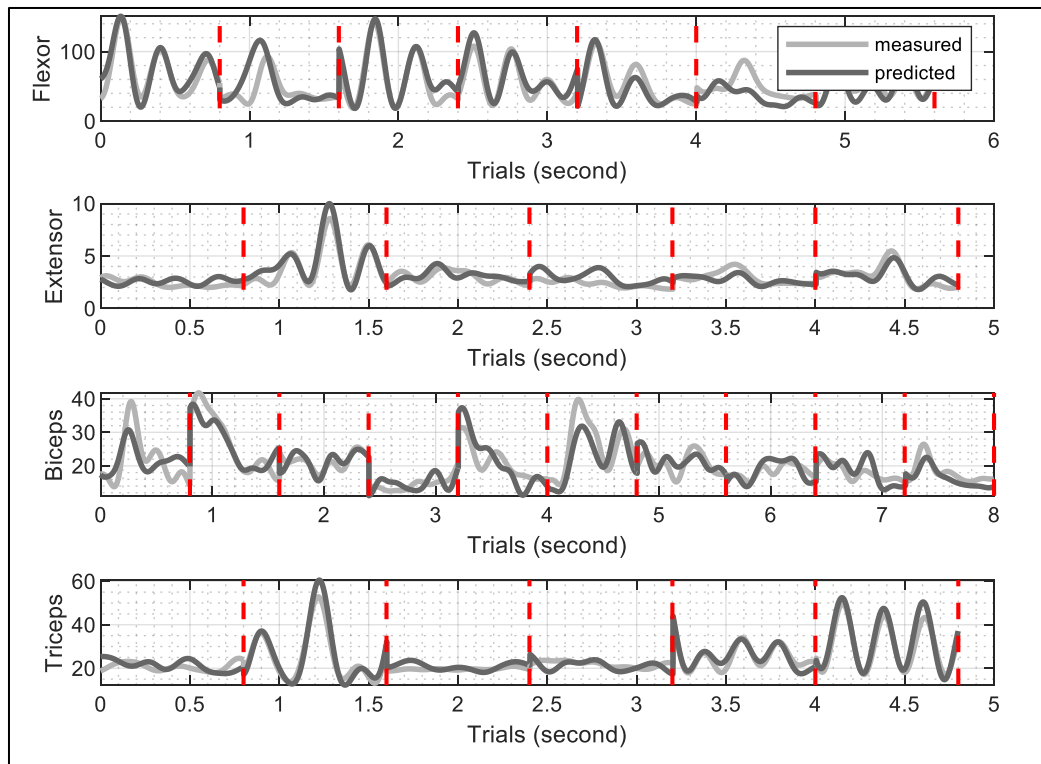 100
0
Flexor
measured
predicted
0 1 2 3 4 5 6
Trials (second)
10
5
0
Extensor
0 0.5 1 1.5 2 2.5 3 3.5 4 4.5 5
Trials (second)
40
30
20
Biceps
0 1 2 3 4 5 6 7 8
Trials (second)
60
40
20
Triceps
0 0.5 1 1.5 2 2.5 3 3.5 4 4.5 5
Trials (second)